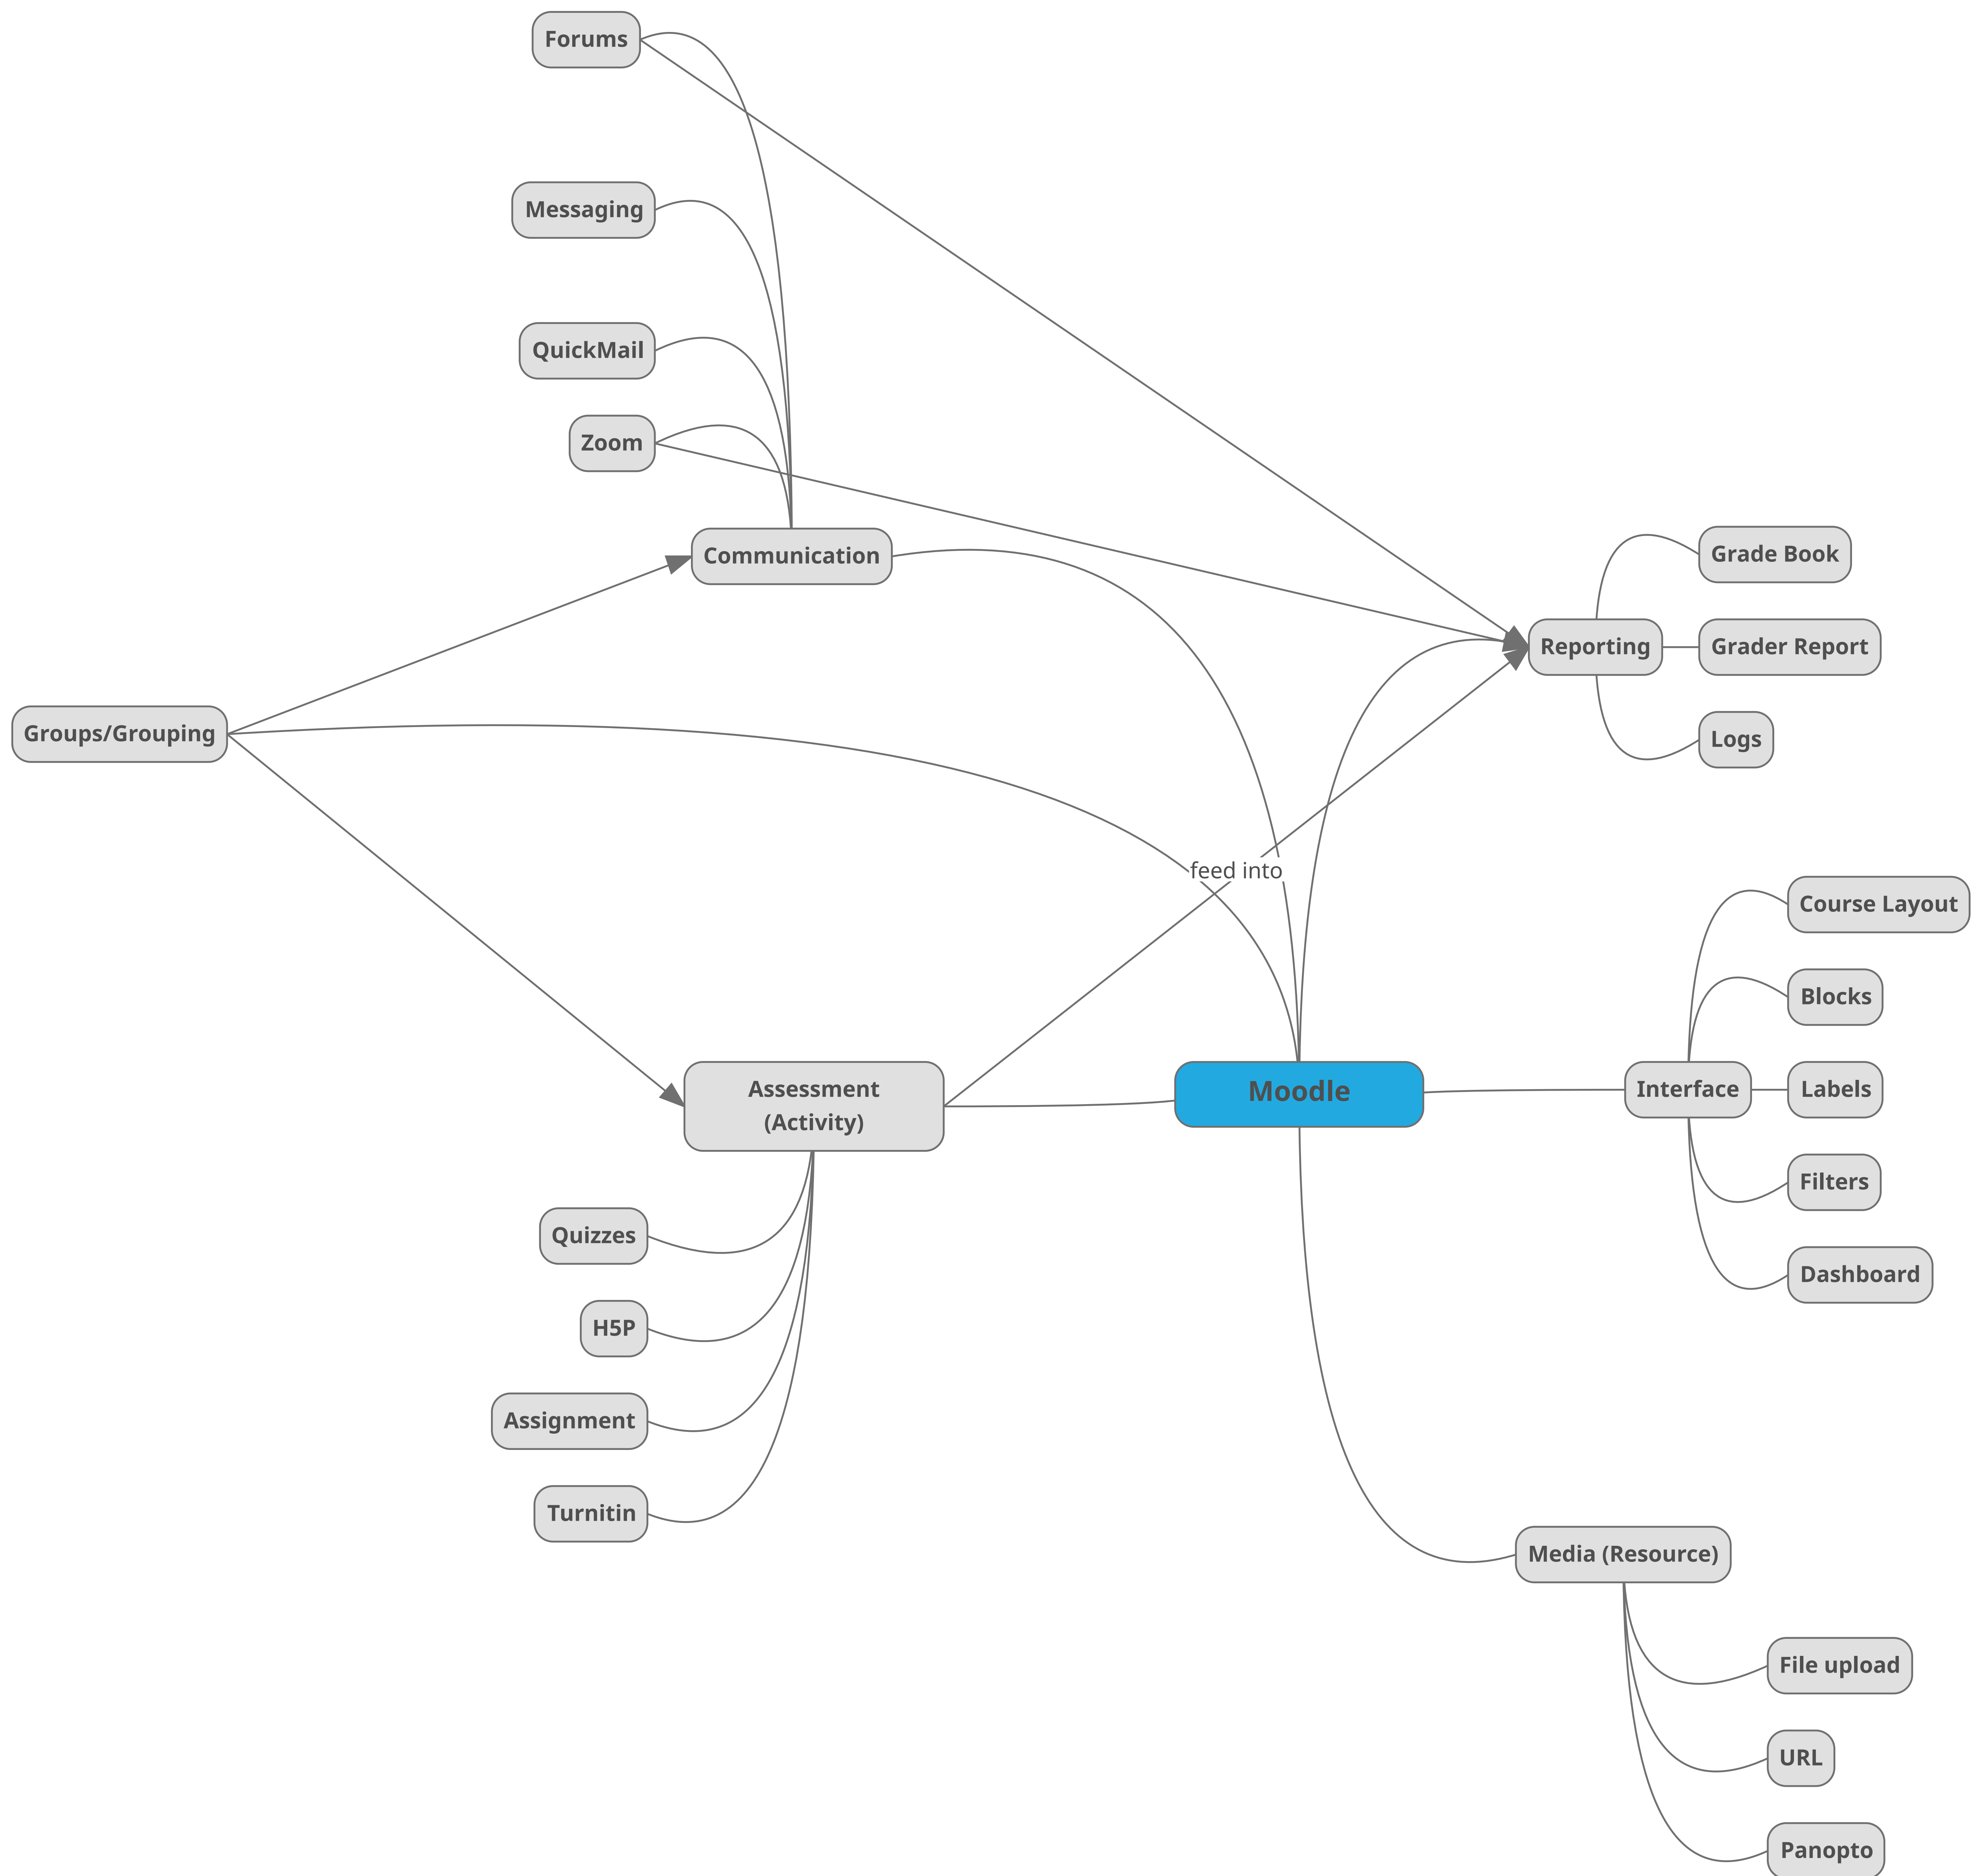 Forums
Messaging
QuickMail
Zoom
Communication
Grade Book
Reporting
Grader Report
Logs
Groups/Grouping
feed into
Course Layout
Blocks
Assessment
(Activity)
Moodle
Interface
Labels
Filters
Dashboard
Quizzes
H5P
Assignment
Turnitin
Media (Resource)
File upload
URL
Panopto